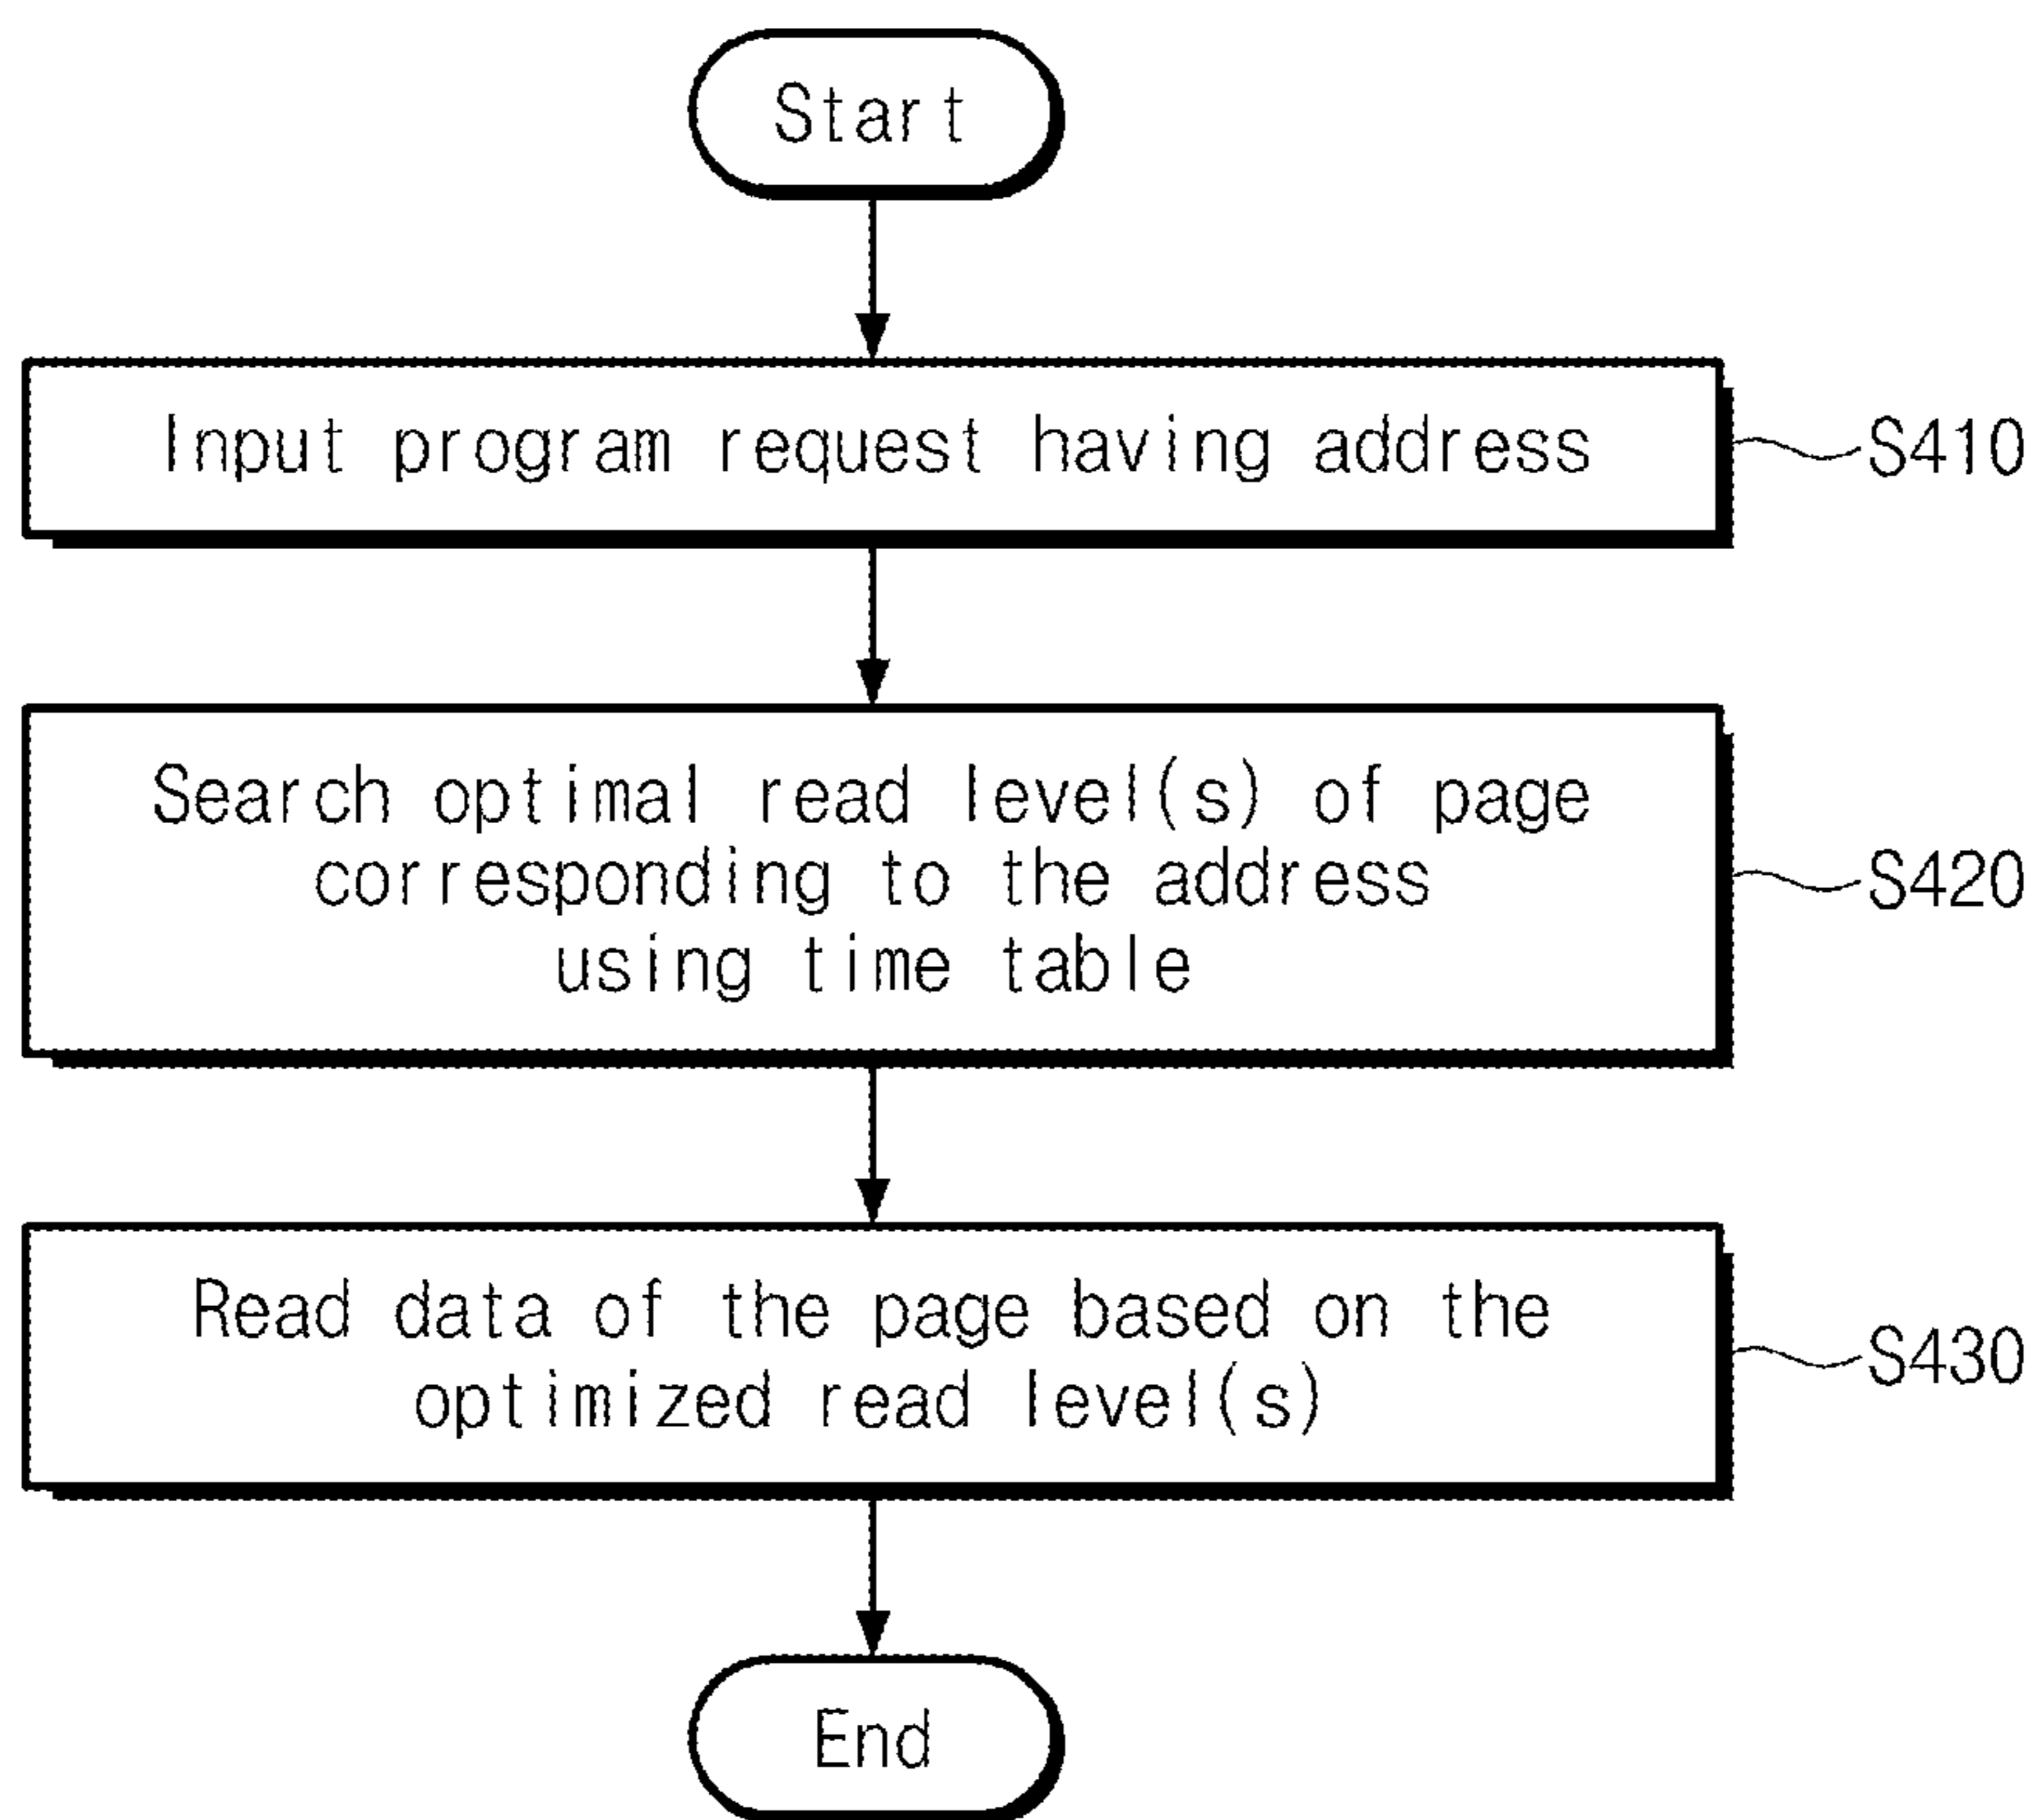 Start
Input program request having address
S410
Search optimal read level(s) of page
corresponding to the address
using time table
S420
Read data of the page based on the
optimized read level(s)
S430
End